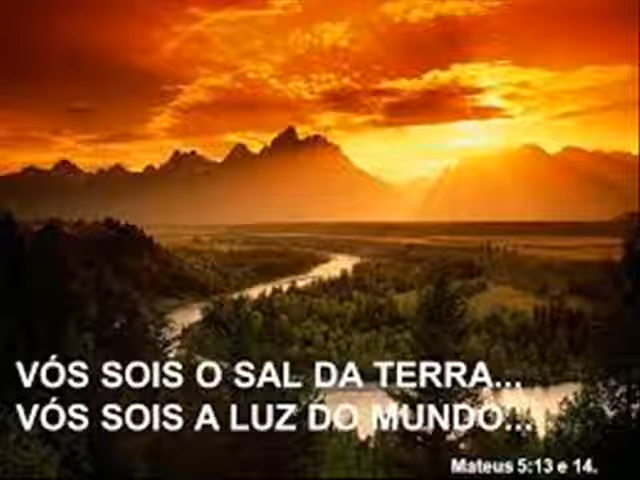 VÓS SOIS O SAL DA TERRA...
VÓS SOIS A LUZ DO MUNDO...
Mateus 5:13 e 14.